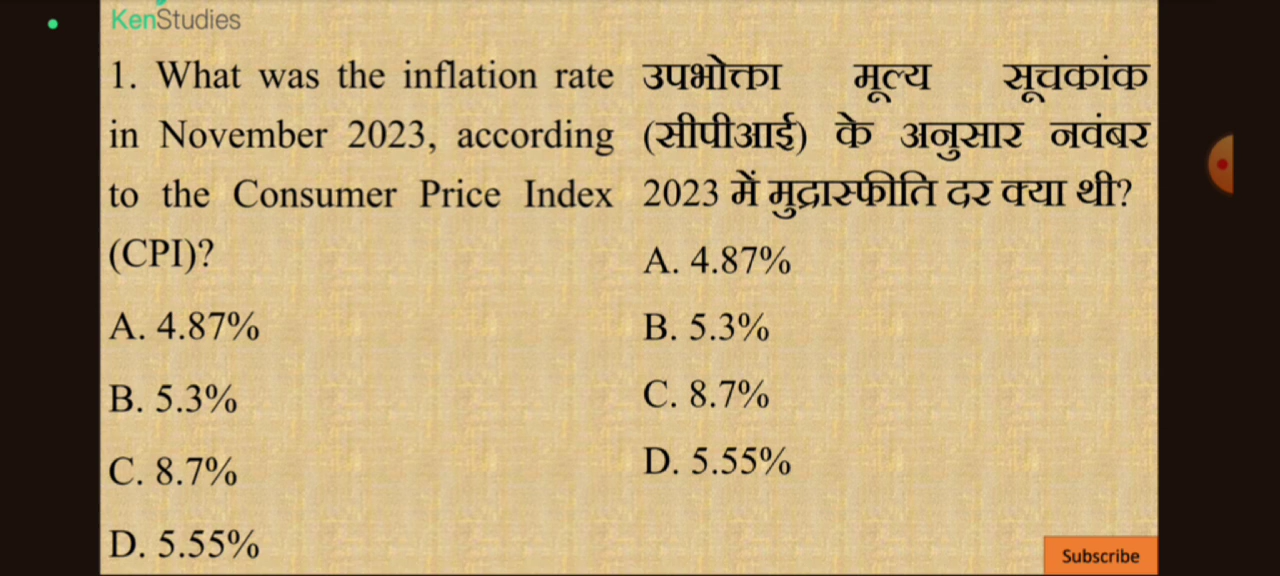 KenStudies
1. What was the inflation rate
in November 2023, according
to the Consumer Price Index
(CPI)?
A. 4.87%
B. 5.3%
C. 8.7%
D. 5.55%
उपभोक्ता मूल्य सूचकांक
(सीपीआई) के अनुसार नवंबर
2023 में मुद्रास्फीति दर क्या थी?
A. 4.87%
B. 5.3%
C. 8.7%
D. 5.55%
Subscribe